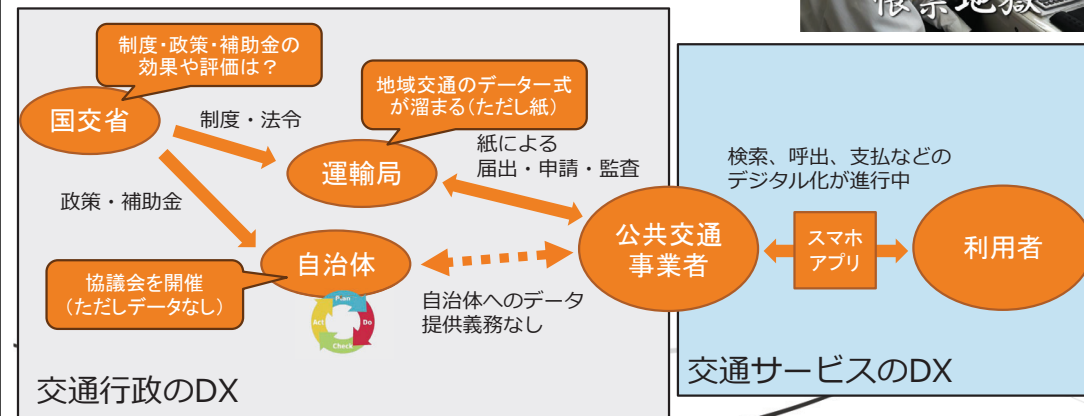 帳票地獄
制度・政策・補助金の
効果や評価は？
国交省
制度・法令
地域交通のデーター式
が溜まる（ただし紙）
運輸局
紙による
届出・申請・監査
政策・補助金
自治体
協議会を開催
（ただしデータなし）
Plan
Do
Check
Act
自治体へのデータ
提供義務なし
公共交通
事業者
検索、呼出、支払などの
デジタル化が進行中
スマホ
アプリ
利用者
交通行政のDX
交通サービスのDX